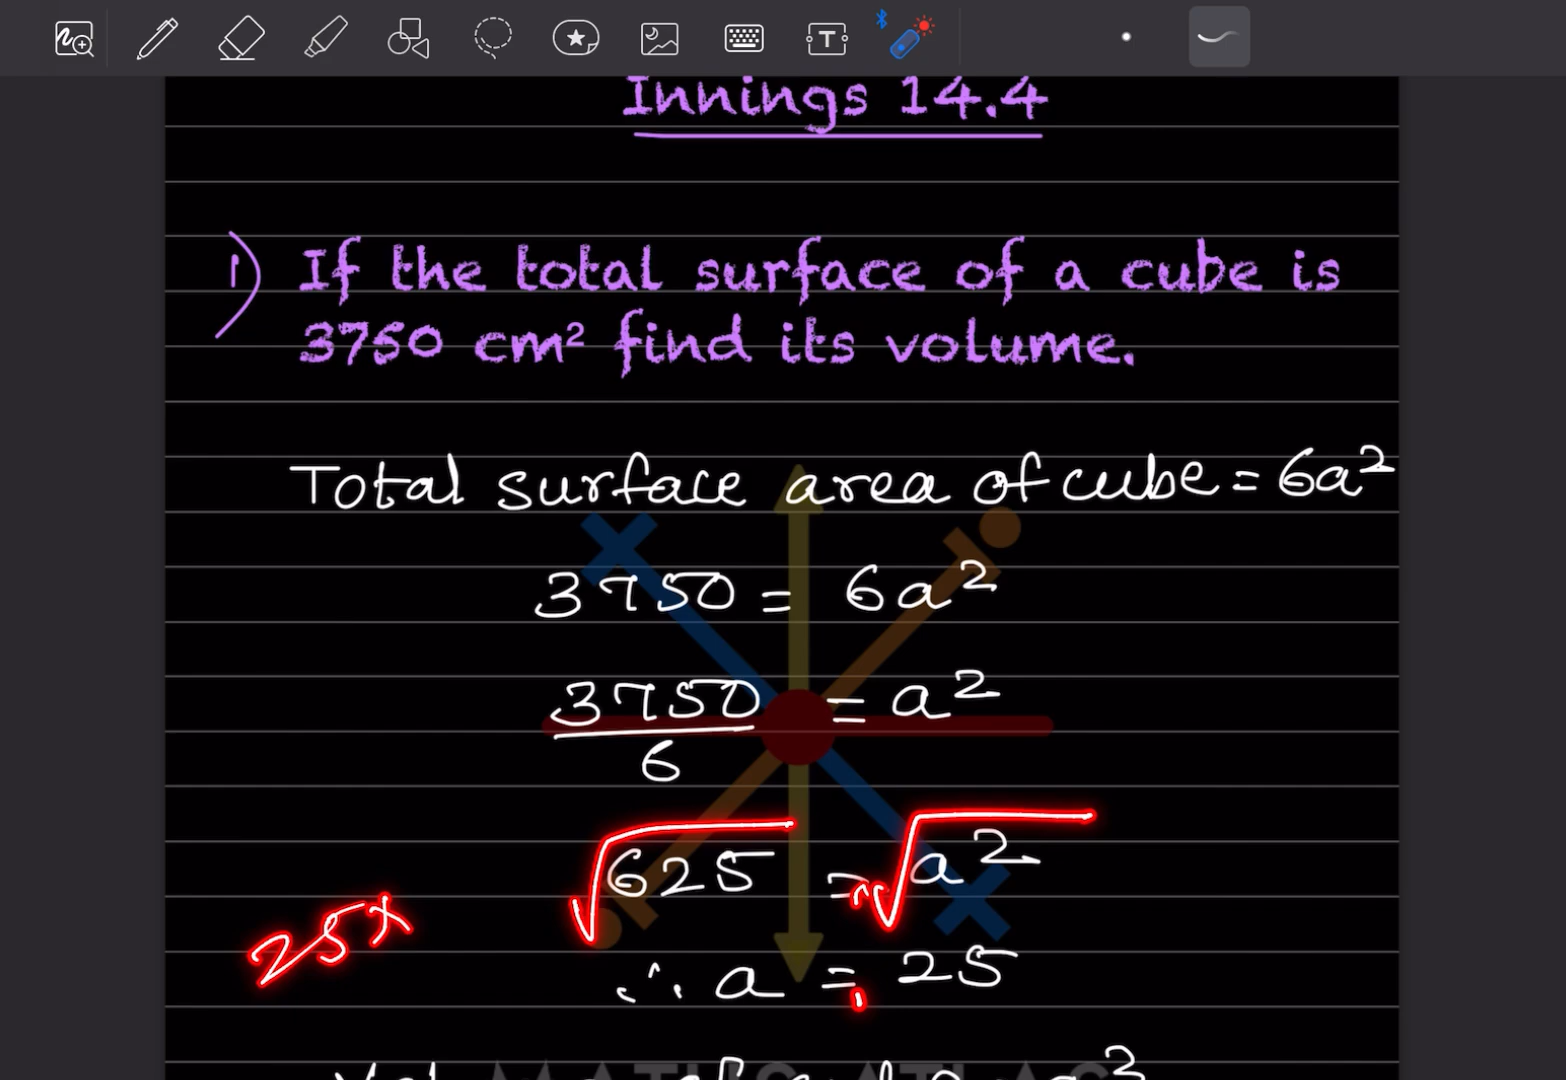 Innings 14.4
1) If the total surface of a cube is
3750 cm² find its volume.
Total surface area of cube = 6a²
3750 = 6a²
3750/6 = a²
√625 = √a²
25x
∴ a = 25